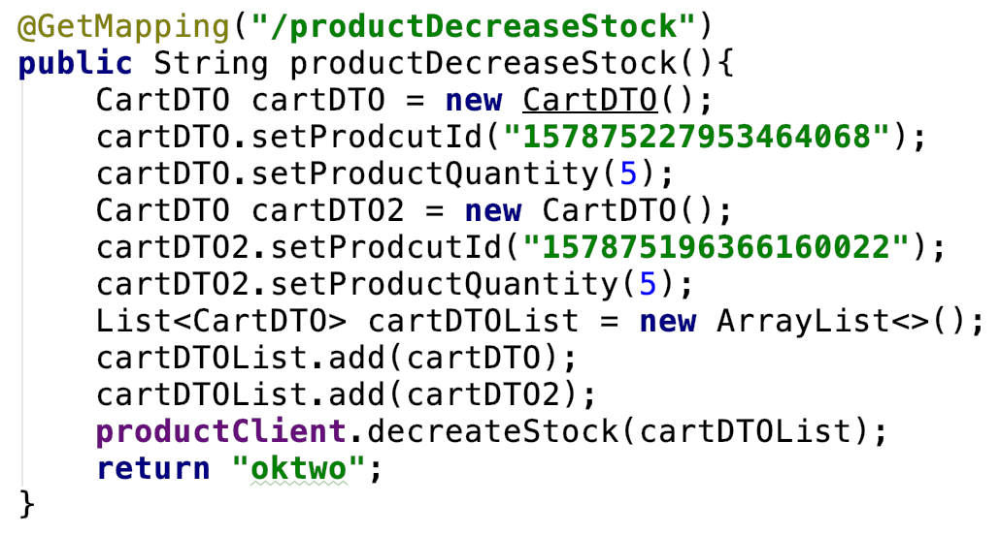 @GetMapping("/productDecreaseStock")
public String productDecreaseStock(){
    CartDTO cartDTO = new CartDTO();
    cartDTO.setProdcutId("157875227953464068");
    cartDTO.setProductQuantity(5);
    CartDTO cartDTO2 = new CartDTO();
    cartDTO2.setProdcutId("157875196366160022");
    cartDTO2.setProductQuantity(5);
    List<CartDTO> cartDTOList = new ArrayList<>();
    cartDTOList.add(cartDTO);
    cartDTOList.add(cartDTO2);
    productClient.decreateStock(cartDTOList);
    return "oktwo";
}